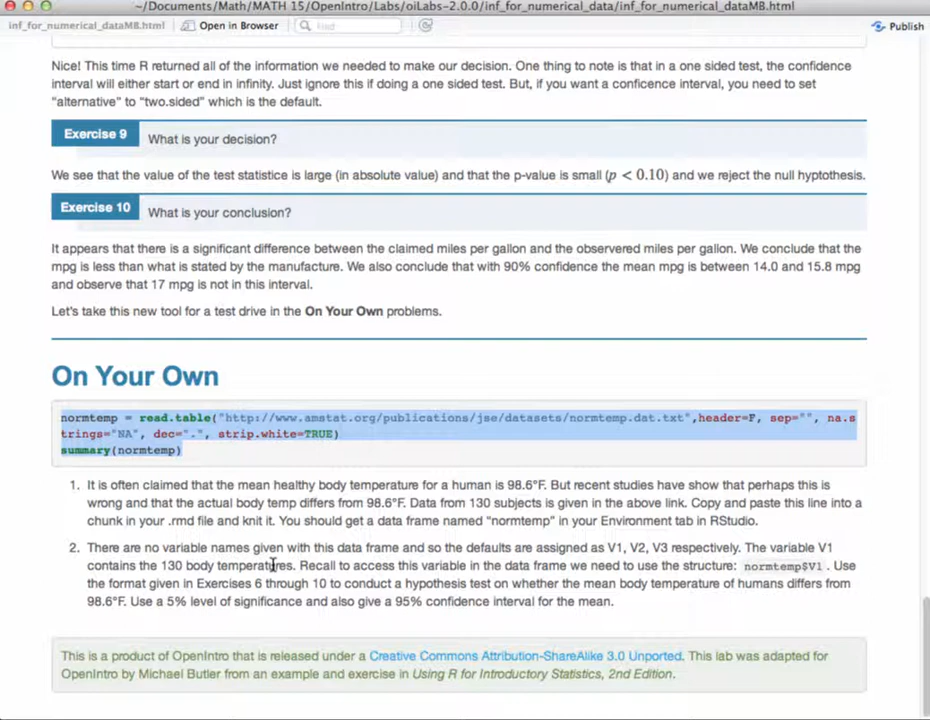 ~/Documents/Math/MATH 15/OpenIntro/Labs/oiLabs-2.0.0/inf_for_numerical_data/inf_for_numerical_dataMB.html
inf_for_numerical_dataMB.html Open in Browser Find Publish
Nice! This time R returned all of the information we needed to make our decision. One thing to note is that in a one sided test, the confidence
interval will either start or end in infinity. Just ignore this if doing a one sided test. But, if you want a conficence interval, you need to set
“alternative” to “two.sided” which is the default.
Exercise 9 What is your decision?
We see that the value of the test statistice is large (in absolute value) and that the p-value is small (p < 0.10) and we reject the null hyptothesis.
Exercise 10 What is your conclusion?
It appears that there is a significant difference between the claimed miles per gallon and the observed miles per gallon. We conclude that the
mpg is less than what is stated by the manufacture. We also conclude that with 90% confidence the mean mpg is between 14.0 and 15.8 mpg
and observe that 17 mpg is not in this interval.
Let’s take this new tool for a test drive in the On Your Own problems.
On Your Own
normtemp = read.table("http://www.amstat.org/publications/jse/datasets/normtemp.dat.txt",header=F, sep="", na.s
trings="NA", dec=".", strip.white=TRUE)
summary(normtemp)
1. It is often claimed that the mean healthy body temperature for a human is 98.6°F. But recent studies have show that perhaps this is
wrong and that the actual body temp differs from 98.6°F. Data from 130 subjects is given in the above link. Copy and paste this line into a
chunk in your .rmd file and knit it. You should get a data frame named “normtemp” in your Environment tab in RStudio.
2. There are no variable names given with this data frame and so the defaults are assigned as V1, V2, V3 respectively. The variable V1
contains the 130 body temperatures. Recall to access this variable in the data frame we need to use the structure: normtemp$V1 . Use
the format given in Exercises 6 through 10 to conduct a hypothesis test on whether the mean body temperature of humans differs from
98.6°F. Use a 5% level of significance and also give a 95% confidence interval for the mean.
This is a product of OpenIntro that is released under a Creative Commons Attribution-ShareAlike 3.0 Unported. This lab was adapted for
OpenIntro by Michael Butler from an example and exercise in Using R for Introductory Statistics, 2nd Edition.